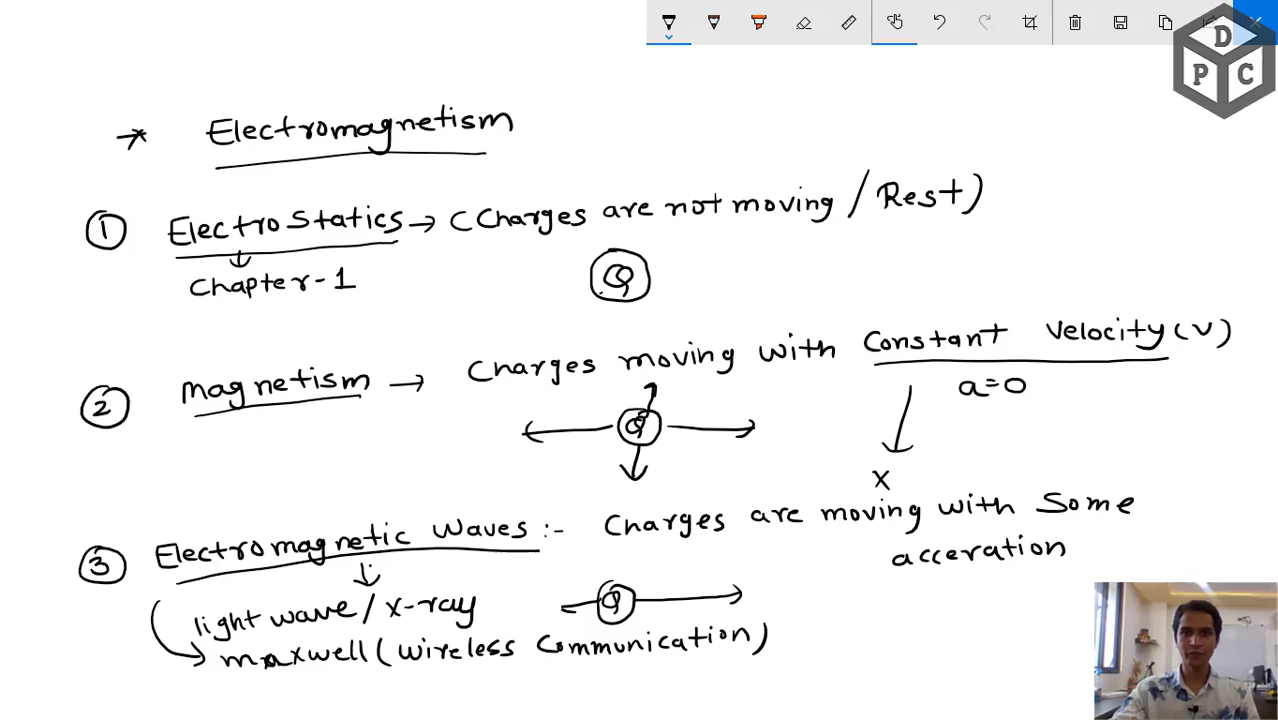 Electromagnetism
① ElectroStatics → (Charges are not moving / Rest)
Chapter-1
Q
② Magnetism → Charges moving with Constant Velocity (v)
a=0
Q
x
③ Electromagnetic Waves :- Charges are moving with Some
acceration
light wave / x-ray
Q
maxwell (wireless Communication)
D
P C